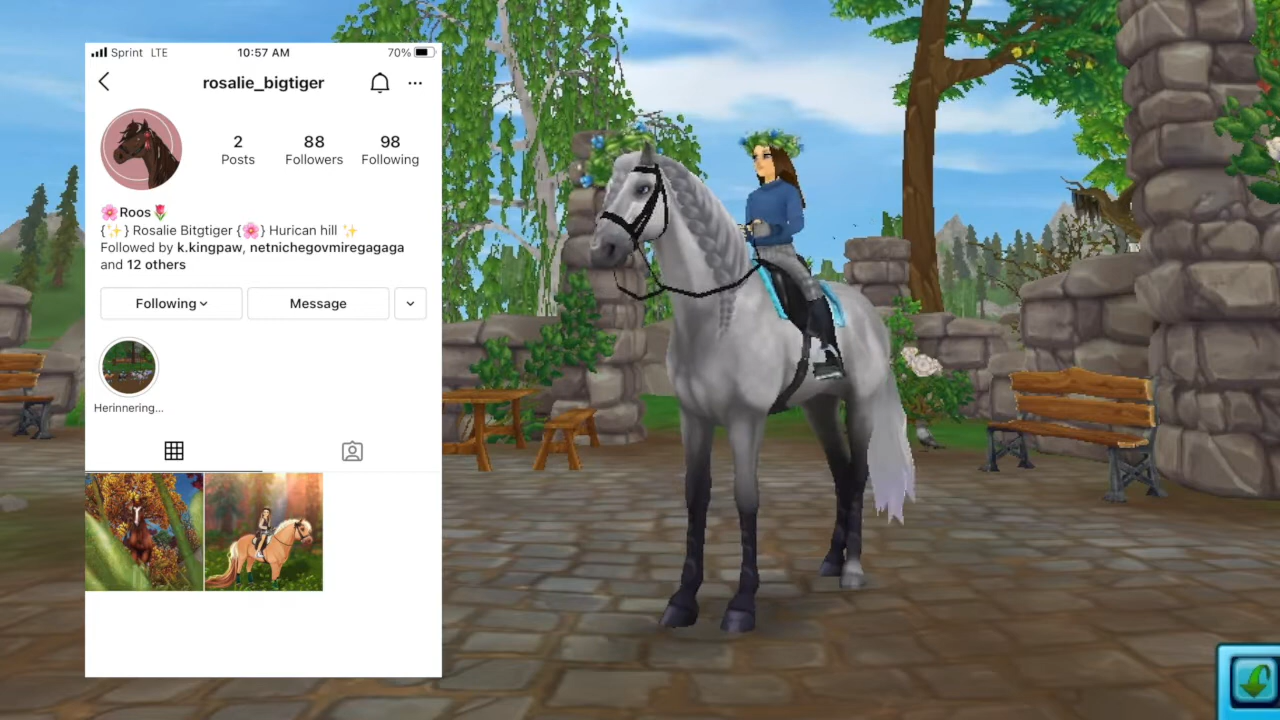 Sprint LTE 10:57 AM 70%
rosalie_bigtiger
2 88 98
Posts Followers Following
🌸Roos🌷
{✨} Rosalie Bitgtiger {🌸} Hurican hill ✨
Followed by k.kingpaw, netnichegovmiregagaga
and 12 others
Following Message
Herinnering...